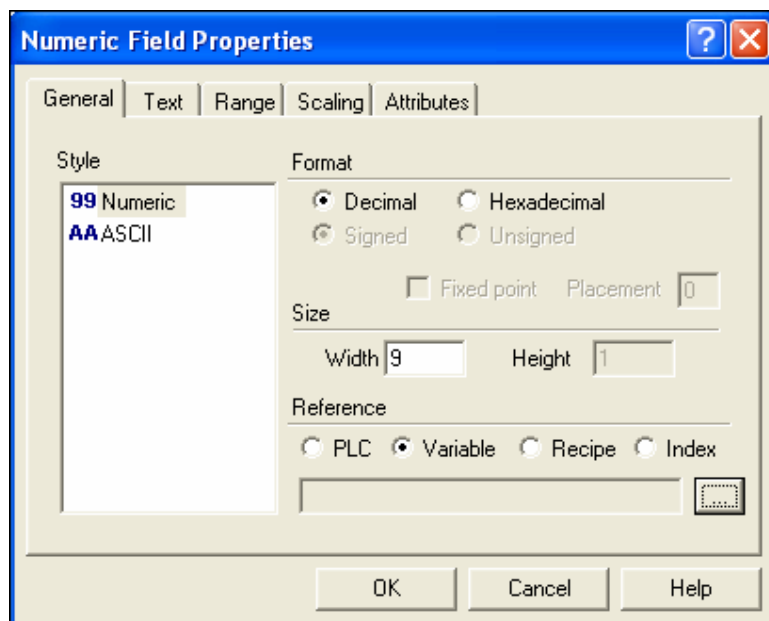 Numeric Field Properties
General Text Range Scaling Attributes
Style
99 Numeric
AA ASCII
Format
Decimal Hexadecimal
Signed Unsigned
Fixed point Placement 0
Size
Width 9 Height 1
Reference
PLC Variable Recipe Index
...
OK Cancel Help